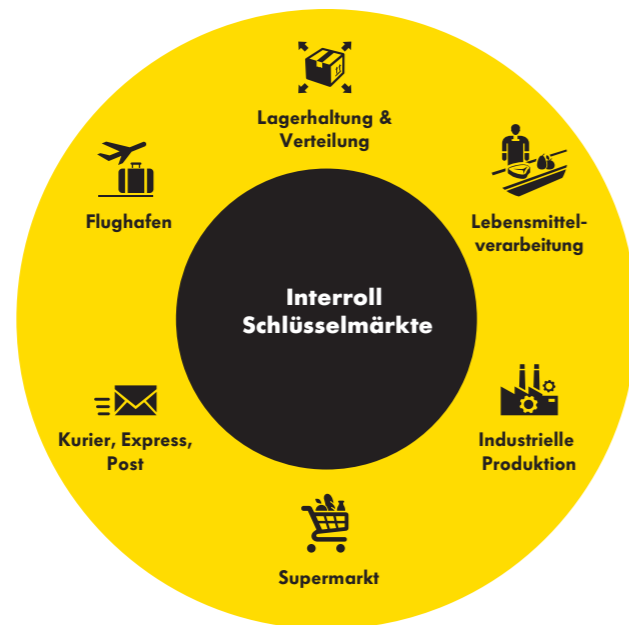 Lagerhaltung &
Verteilung
Flughafen
Lebensmittel-
verarbeitung
Interroll
Schlüsselmärkte
Kurier, Express,
Post
Industrielle
Produktion
Supermarkt